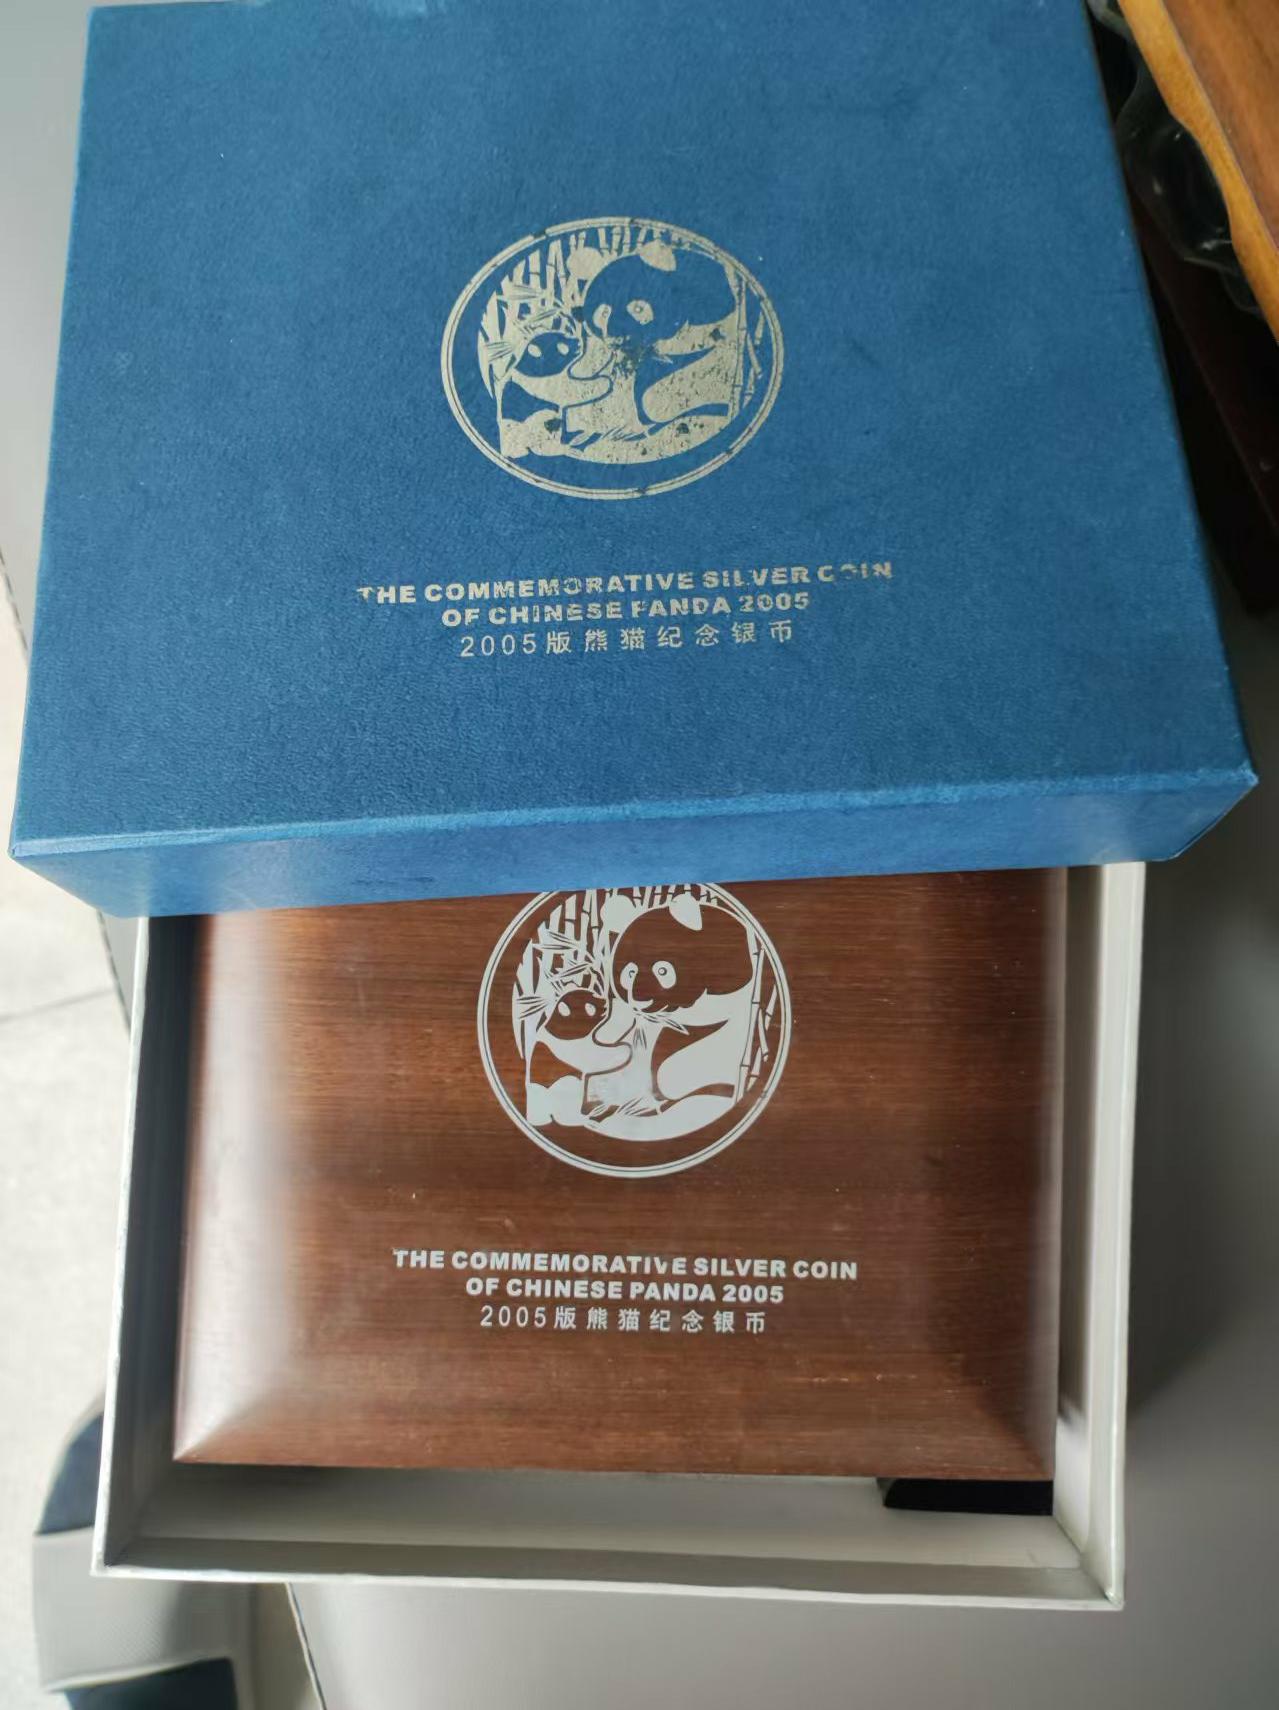 THE COMMEMORATIVE SILVER COIN
OF CHINESE PANDA 2005
2005版熊猫纪念银币
THE COMMEMORATIVE SILVER COIN
OF CHINESE PANDA 2005
2005版熊猫纪念银币